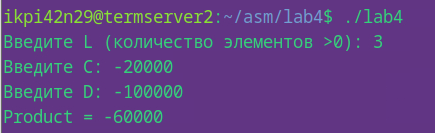 ikpi42n29@termserver2:~/asm/lab4$ ./lab4
Введите L (количество элементов >0): 3
Введите C: -20000
Введите D: -100000
Product = -60000